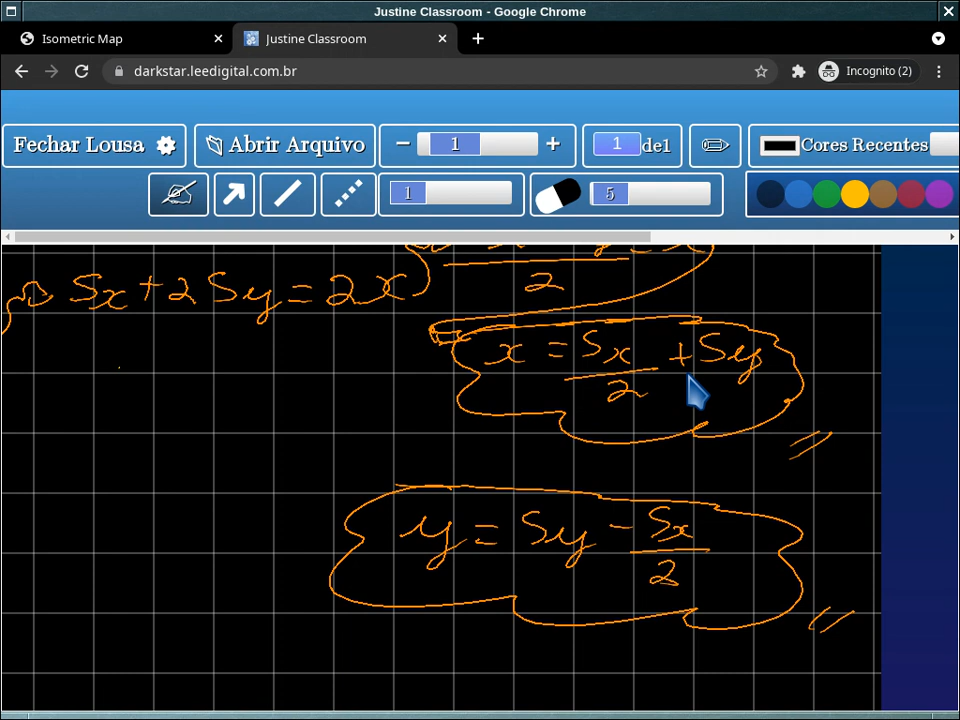 Justine Classroom - Google Chrome
Isometric Map
Justine Classroom
darkstar.leedigital.com.br
Incognito (2)
Fechar Lousa
Abrir Arquivo
− 1 +
1 de1
Cores Recentes
1
5
2
Sx + 2Sy = 2x
x = Sx/2 + Sy
y = Sy - Sx/2